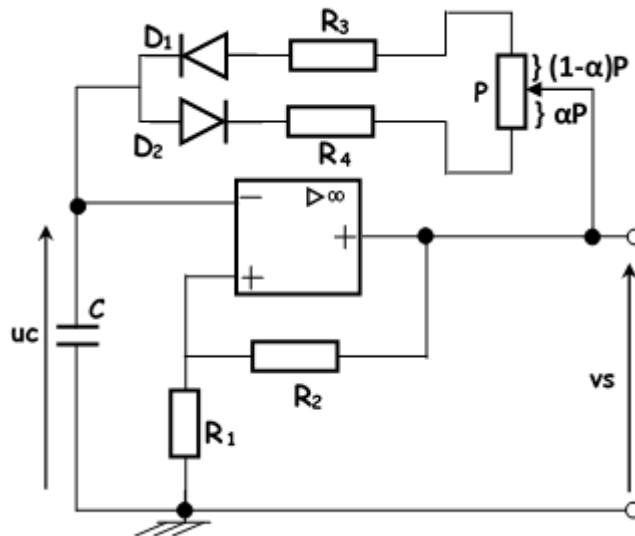 D1
R3
} (1-α)P
P
} αP
D2
R4
- ▷∞
+
+
C
uc
R2
vs
R1